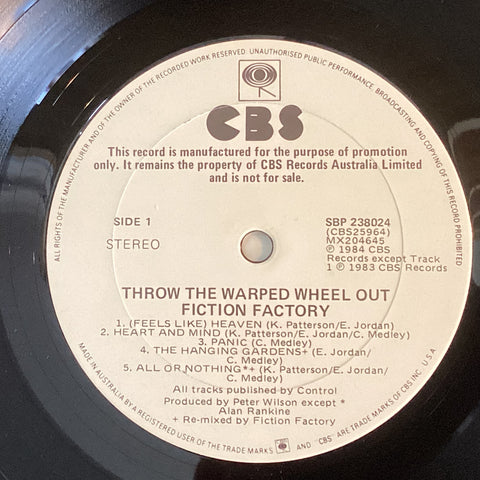 ALL RIGHTS OF THE MANUFACTURER AND OF THE OWNER OF THE RECORDED WORK RESERVED. UNAUTHORISED PUBLIC PERFORMANCE, BROADCASTING AND COPYING OF THIS RECORD PROHIBITED
CBS
This record is manufactured for the purpose of promotion
only. It remains the property of CBS Records Australia Limited
and is not for sale.
SIDE 1
STEREO
SBP 238024
(CBS25964)
MX204645
℗ 1984 CBS
Records except Track
1 ℗ 1983 CBS Records
THROW THE WARPED WHEEL OUT
FICTION FACTORY
1. (FEELS LIKE) HEAVEN (K. Patterson/E. Jordan)
2. HEART AND MIND (K. Patterson/E. Jordan/C. Medley)
3. PANIC (C. Medley)
4. THE HANGING GARDENS+ (E. Jordan/
C. Medley)
5. ALL OR NOTHING*+ (K. Patterson/E. Jordan/
C. Medley)
All tracks published by Control
Produced by Peter Wilson except *
Alan Rankine
+ Re-mixed by Fiction Factory
MADE IN AUSTRALIA BY A REGISTERED USER OF THE TRADE MARKS AND "CBS" ARE TRADE MARKS OF CBS INC. U.S.A.